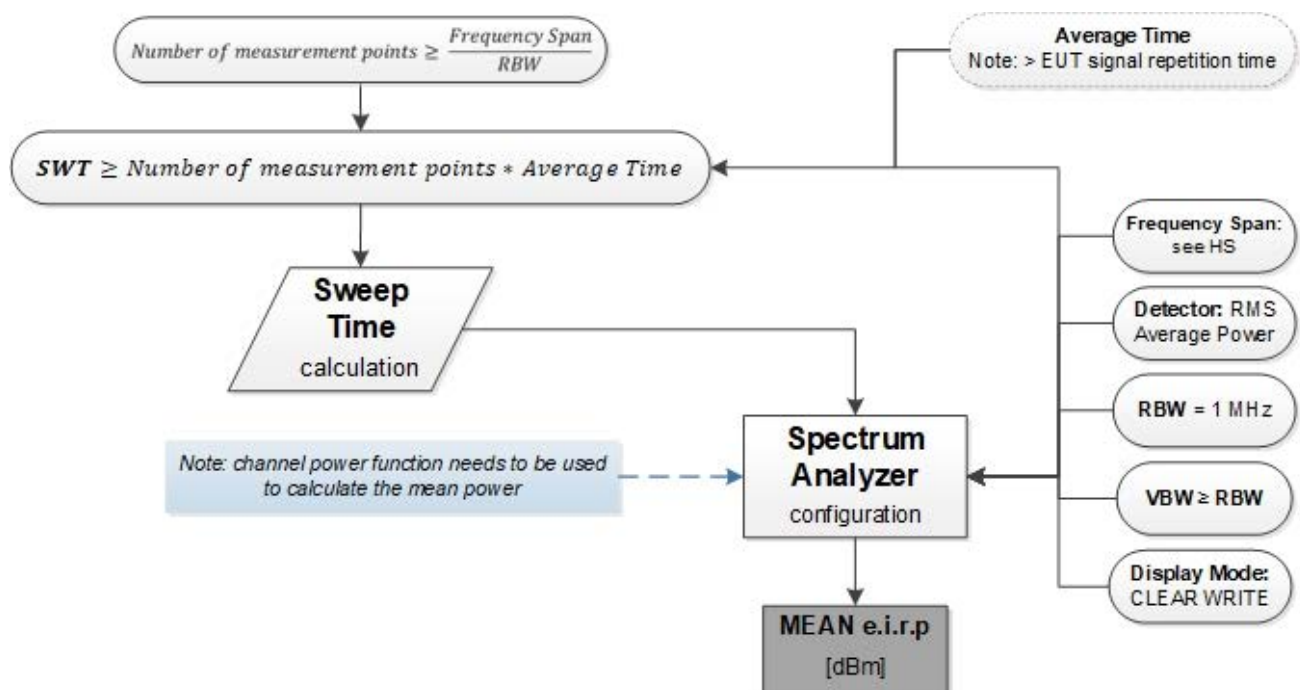 Number of measurement points ≥ Frequency Span / RBW
Average Time
Note: > EUT signal repetition time
SWT ≥ Number of measurement points * Average Time
Frequency Span:
see HS
Detector: RMS
Average Power
RBW = 1 MHz
VBW ≥ RBW
Display Mode:
CLEAR WRITE
Sweep
Time
calculation
Note: channel power function needs to be used
to calculate the mean power
Spectrum
Analyzer
configuration
MEAN e.i.r.p
[dBm]